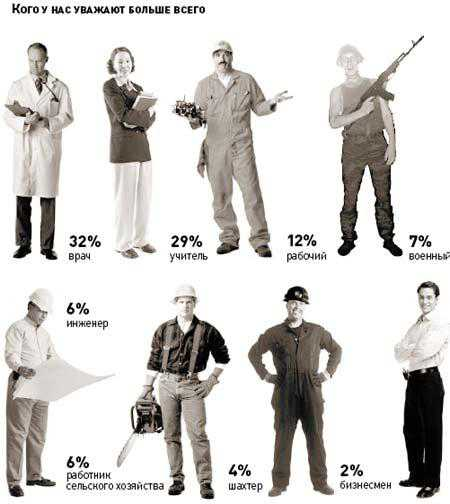 Кого у нас уважают больше всего
32%
врач
29%
учитель
12%
рабочий
7%
военный
6%
инженер
6%
работник
сельского хозяйства
4%
шахтер
2%
бизнесмен